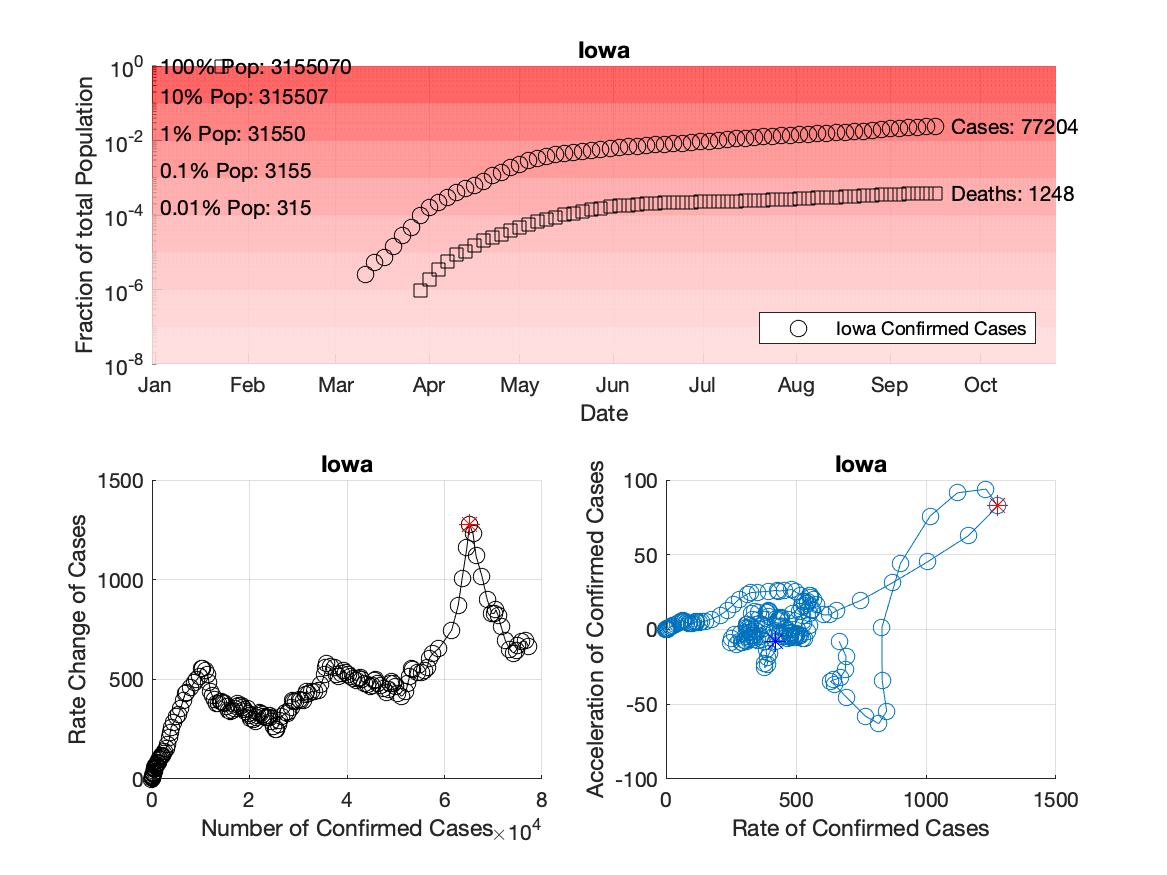 Iowa
10^0
10^-2
10^-4
10^-6
10^-8
Fraction of total Population
100% Pop: 3155070
10% Pop: 315507
1% Pop: 31550
0.1% Pop: 3155
0.01% Pop: 315
Cases: 77204
Deaths: 1248
Iowa Confirmed Cases
Jan Feb Mar Apr May Jun Jul Aug Sep Oct
Date
Iowa
1500
1000
500
0
Rate Change of Cases
0 2 4 6 8
Number of Confirmed Cases
×10^4
Iowa
100
50
0
-50
-100
Acceleration of Confirmed Cases
0 500 1000 1500
Rate of Confirmed Cases